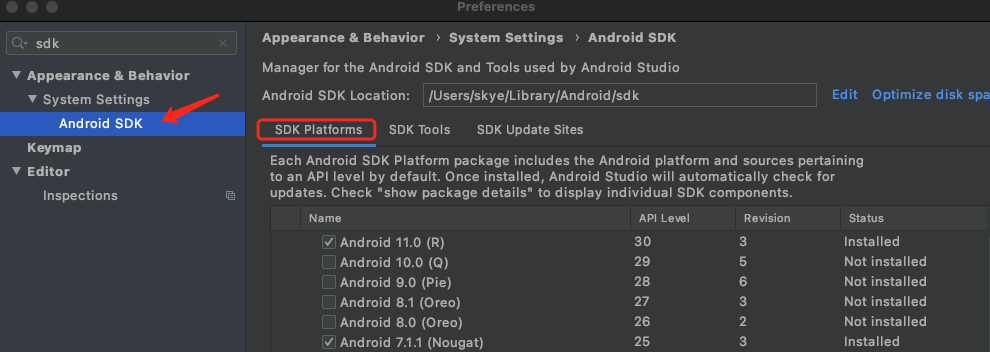 Preferences
sdk
Appearance & Behavior
System Settings
Android SDK
Keymap
Editor
Inspections
Appearance & Behavior › System Settings › Android SDK
Manager for the Android SDK and Tools used by Android Studio
Android SDK Location: /Users/skye/Library/Android/sdk Edit Optimize disk spa
SDK Platforms SDK Tools SDK Update Sites
Each Android SDK Platform package includes the Android platform and sources pertaining
to an API level by default. Once installed, Android Studio will automatically check for
updates. Check "show package details" to display individual SDK components.
Name API Level Revision Status
Android 11.0 (R) 30 3 Installed
Android 10.0 (Q) 29 5 Not installed
Android 9.0 (Pie) 28 6 Not installed
Android 8.1 (Oreo) 27 3 Not installed
Android 8.0 (Oreo) 26 2 Not installed
Android 7.1.1 (Nougat) 25 3 Installed